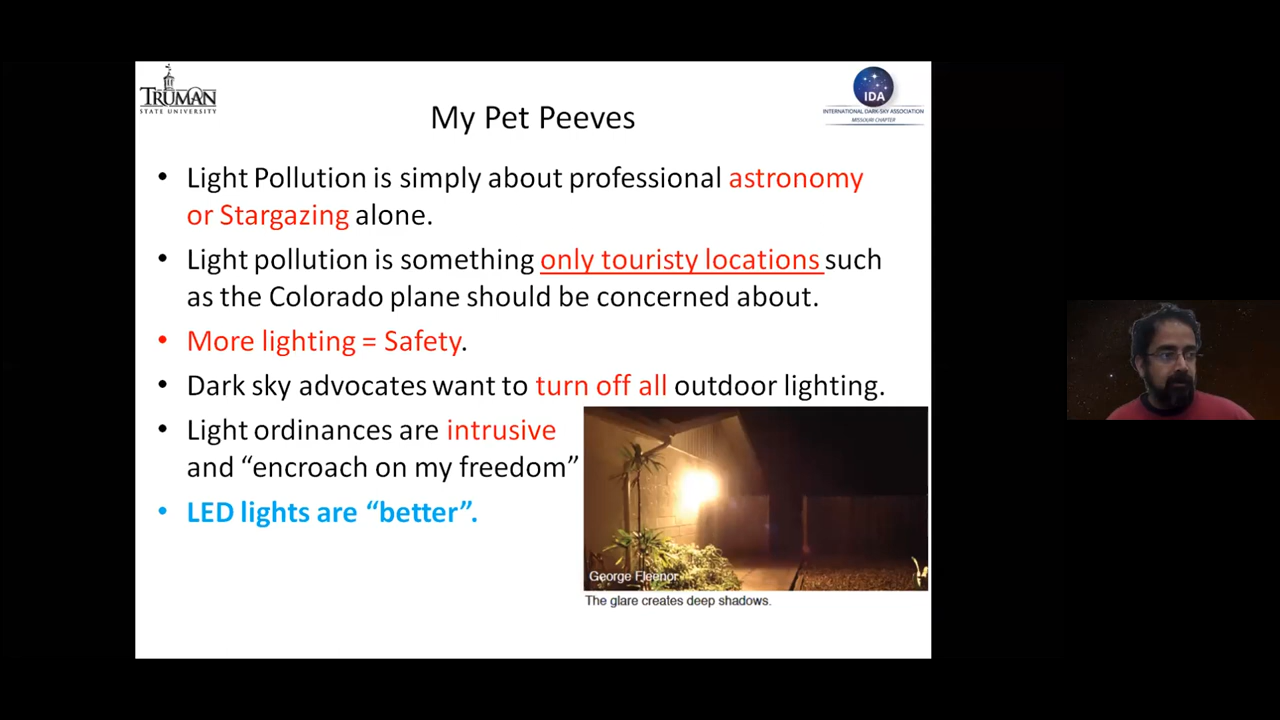 TRUMAN
STATE UNIVERSITY
IDA
INTERNATIONAL DARK-SKY ASSOCIATION
MISSOURI CHAPTER
My Pet Peeves
• Light Pollution is simply about professional astronomy
or Stargazing alone.
• Light pollution is something only touristy locations such
as the Colorado plane should be concerned about.
• More lighting = Safety.
• Dark sky advocates want to turn off all outdoor lighting.
• Light ordinances are intrusive
and “encroach on my freedom”
• LED lights are “better”.
George Fleenor
The glare creates deep shadows.